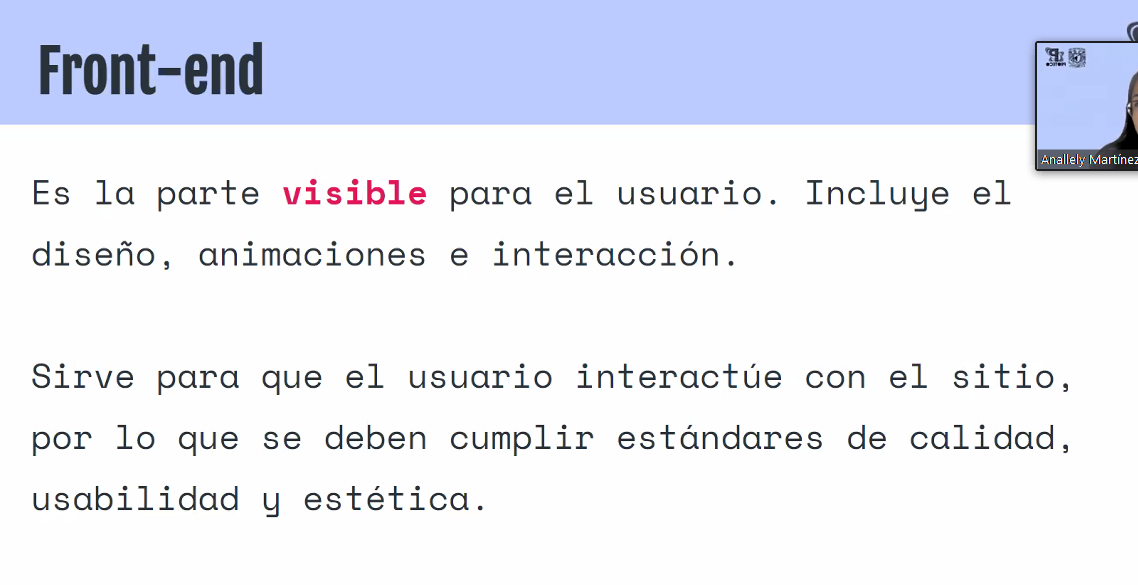 Front-end
Anallely Martínez
Es la parte visible para el usuario. Incluye el
diseño, animaciones e interacción.
Sirve para que el usuario interactúe con el sitio,
por lo que se deben cumplir estándares de calidad,
usabilidad y estética.